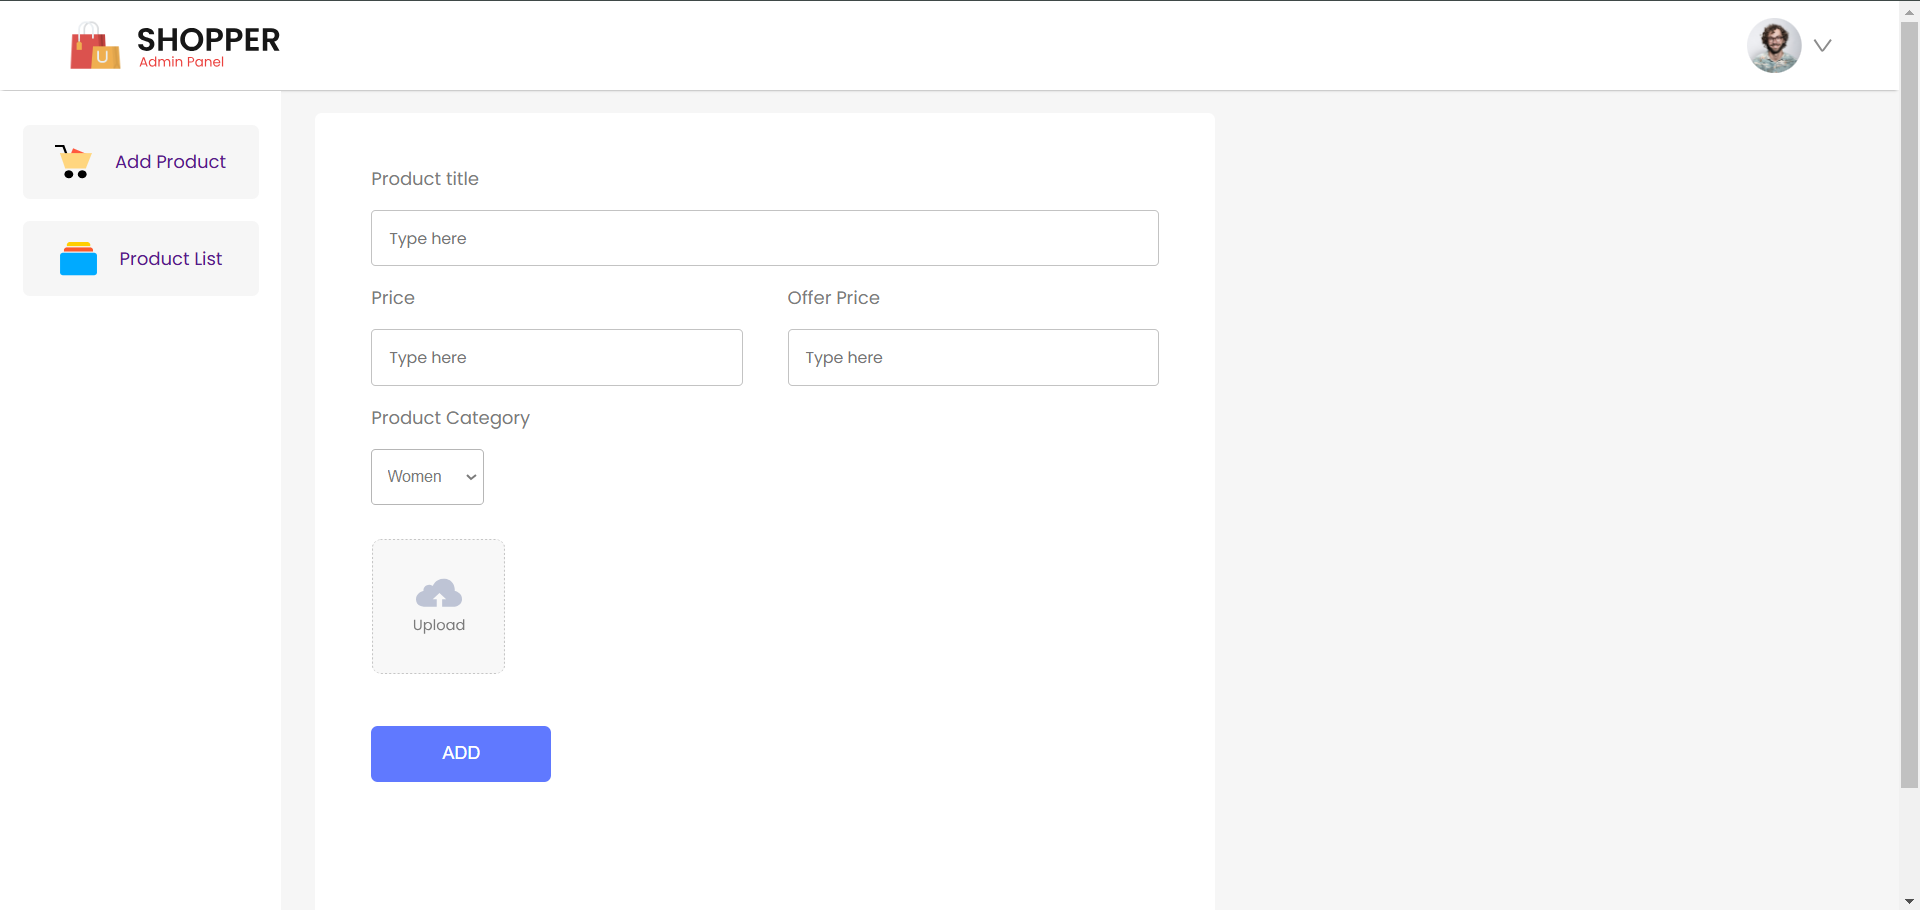 SHOPPER
Admin Panel
U
Add Product
Product List
Product title
Type here
Price
Offer Price
Type here
Type here
Product Category
Women
Upload
ADD